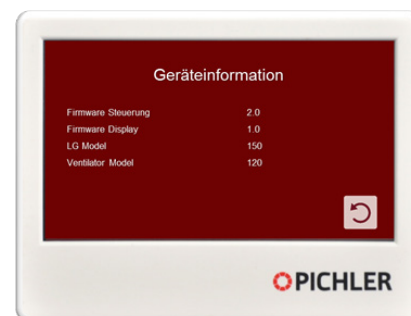 Geräteinformation
Firmware Steuerung 2.0
Firmware Display 1.0
LG Model 150
Ventilator Model 120
PICHLER